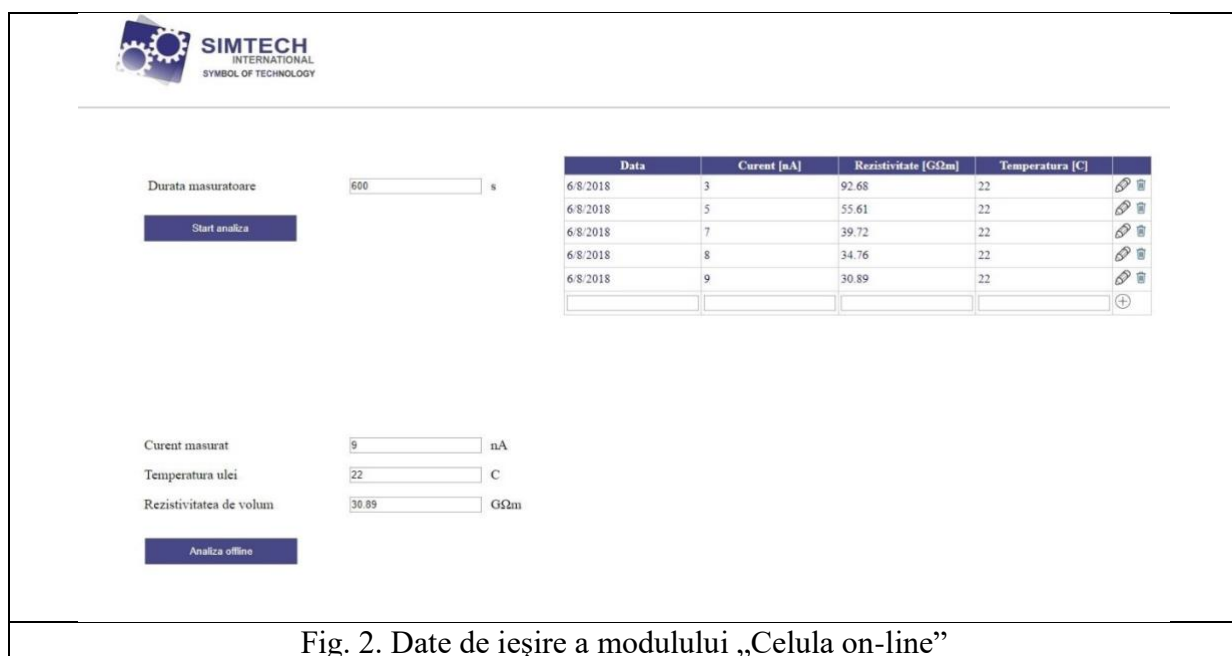 SIMTECH
INTERNATIONAL
SYMBOL OF TECHNOLOGY
Durata masuratoare 600 s
Start analiza
Data Curent [nA] Rezistivitate [GΩm] Temperatura [C]
6/8/2018 3 92.68 22
6/8/2018 5 55.61 22
6/8/2018 7 39.72 22
6/8/2018 8 34.76 22
6/8/2018 9 30.89 22
Curent masurat 9 nA
Temperatura ulei 22 C
Rezistivitatea de volum 30.89 GΩm
Analiza offline
Fig. 2. Date de ieşire a modulului „Celula on-line”